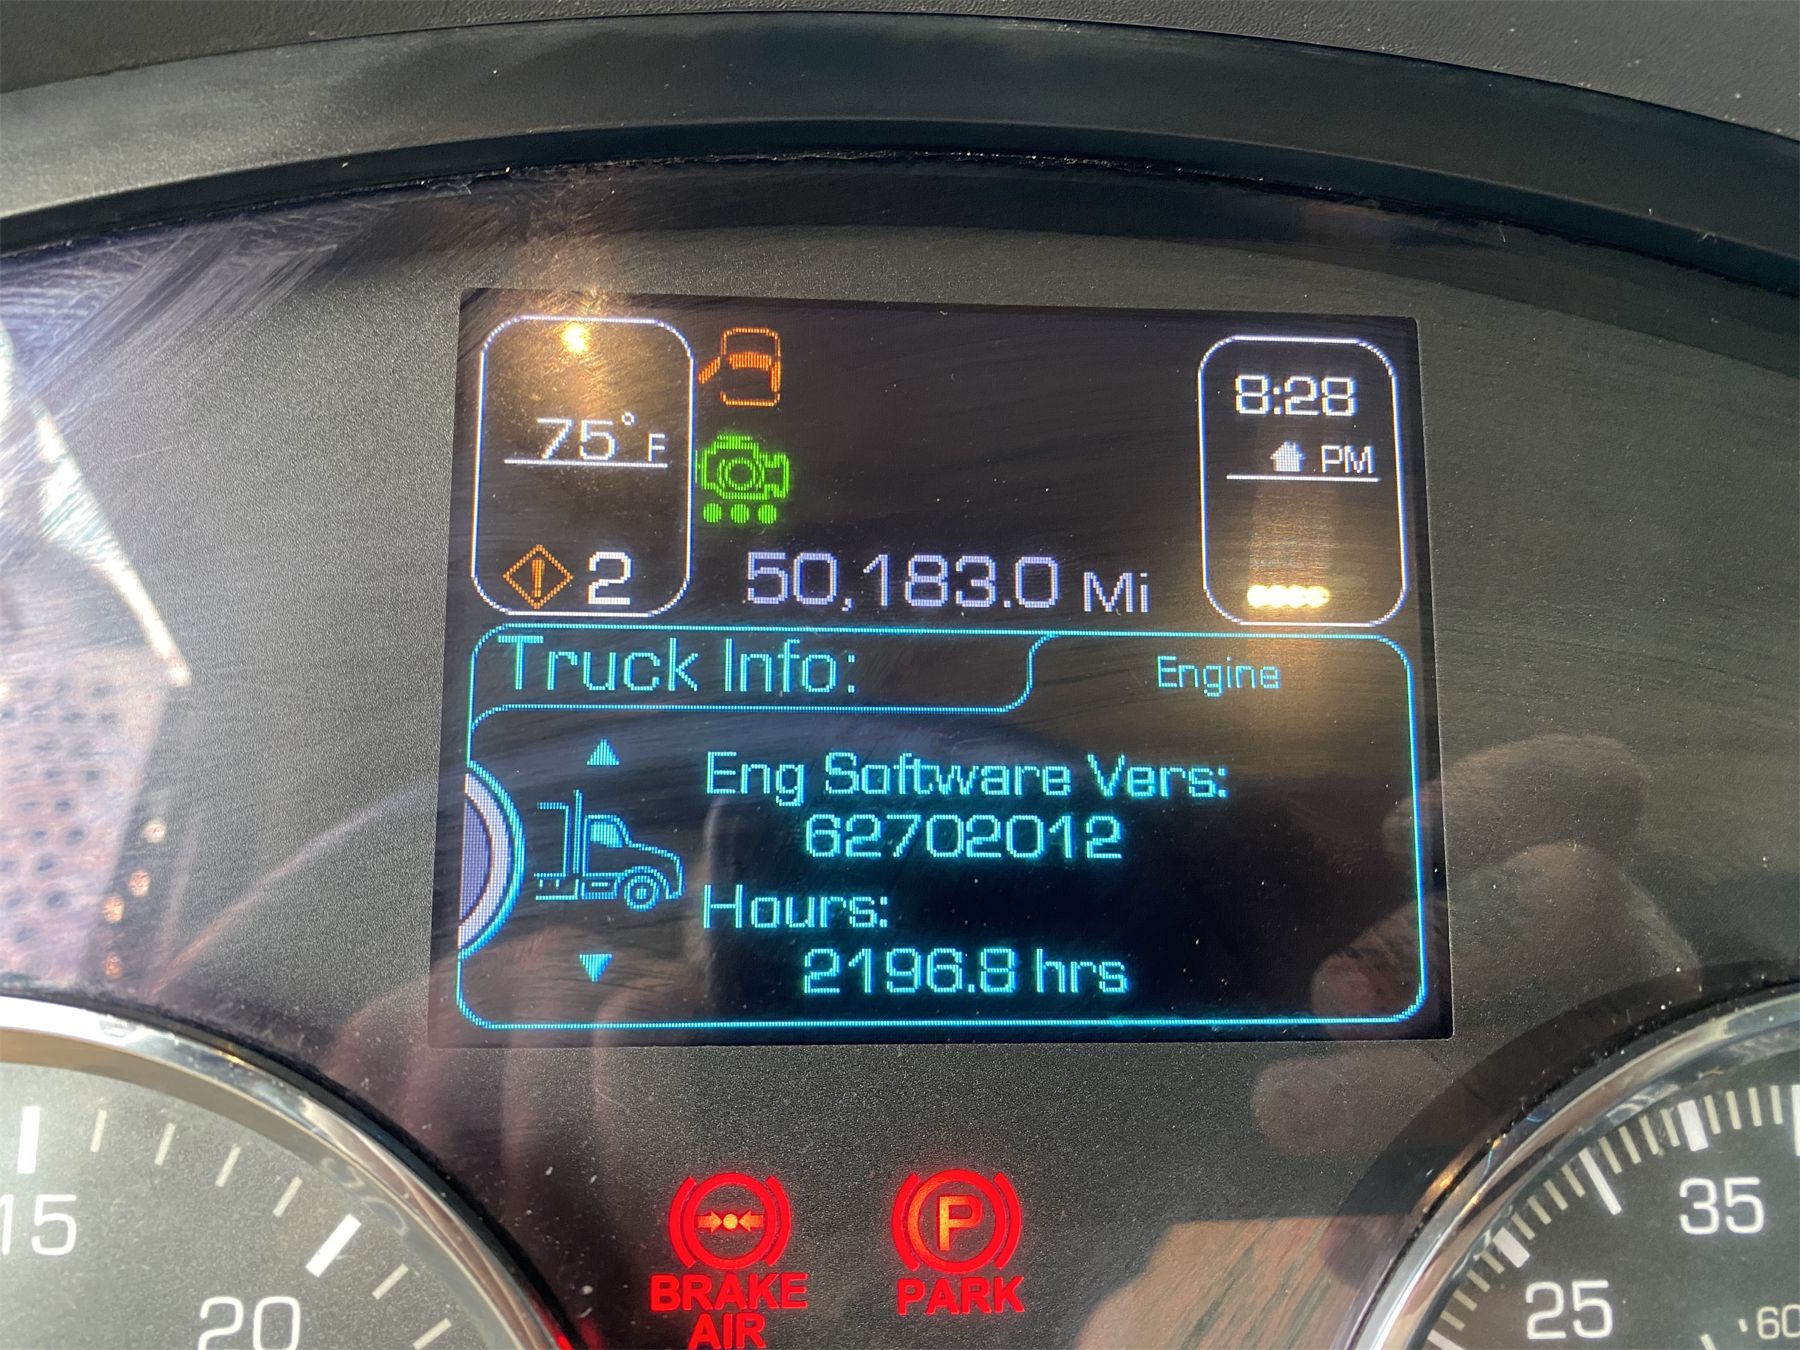 75° F
8:28
PM
2
50,183.0 Mi
Truck Info:
Engine
Eng Software Vers:
62702012
Hours:
2196.8 hrs
15
20
BRAKE
AIR
P
PARK
35
25
60